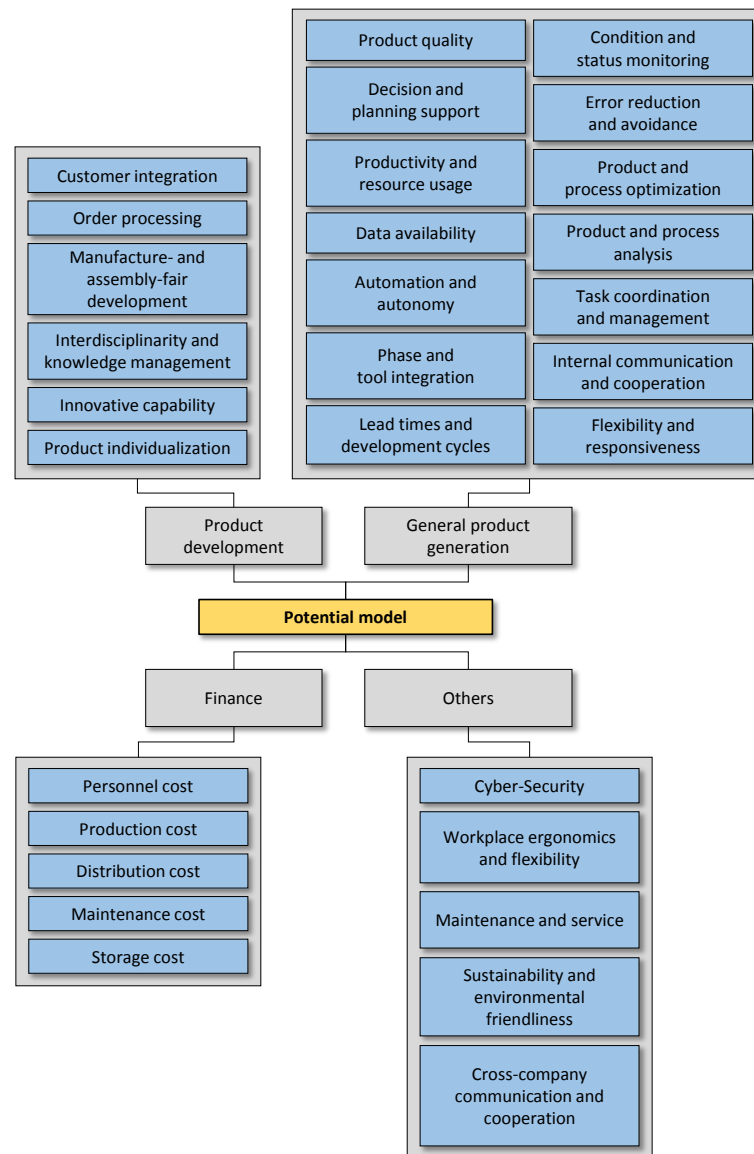 Product quality
Decision and
planning support
Productivity and
resource usage
Data availability
Automation and
autonomy
Phase and
tool integration
Lead times and
development cycles
Condition and
status monitoring
Error reduction
and avoidance
Product and
process optimization
Product and process
analysis
Task coordination
and management
Internal communication
and cooperation
Flexibility and
responsiveness
Customer integration
Order processing
Manufacture- and
assembly-fair
development
Interdisciplinarity and
knowledge management
Innovative capability
Product individualization
Product
development
General product
generation
Potential model
Finance
Others
Personnel cost
Production cost
Distribution cost
Maintenance cost
Storage cost
Cyber-Security
Workplace ergonomics
and flexibility
Maintenance and service
Sustainability and
environmental
friendliness
Cross-company
communication and
cooperation